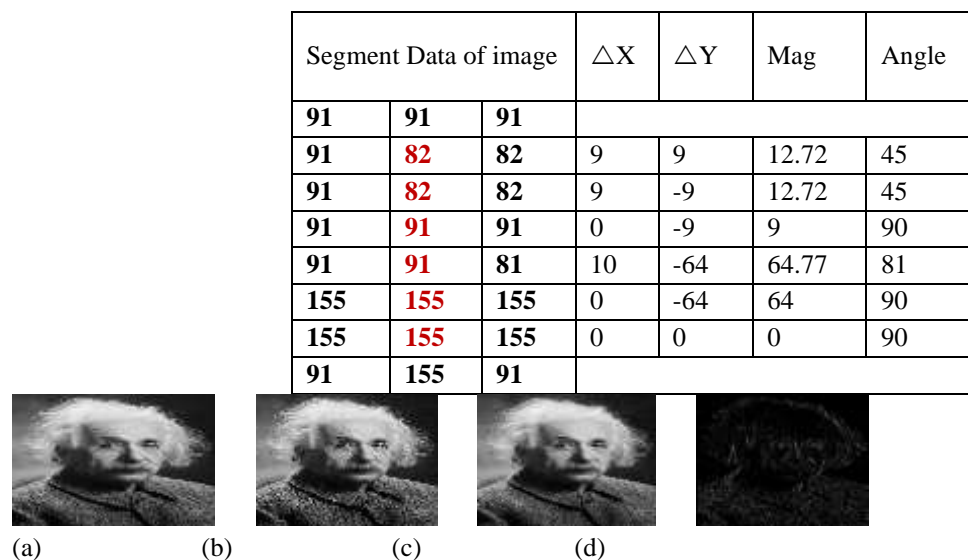 Segment Data of image △X △Y Mag Angle
91 91 91
91 82 82 9 9 12.72 45
91 82 82 9 -9 12.72 45
91 91 91 0 -9 9 90
91 91 81 10 -64 64.77 81
155 155 155 0 -64 64 90
155 155 155 0 0 0 90
91 155 91
(a) (b) (c) (d)